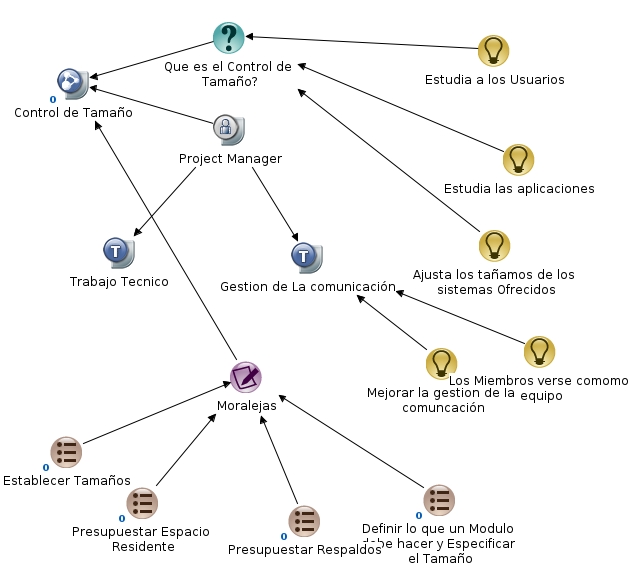 Que es el Control de
Tamaño?
Estudia a los Usuarios
0
Control de Tamaño
Project Manager
Estudia las aplicaciones
T
Trabajo Tecnico
T
Gestion de La comunicación
Ajusta los tañamos de los
sistemas Ofrecidos
Los Miembros verse comomo
equipo
Mejorar la gestion de la
comuncación
Moralejas
0
Establecer Tamaños
0
Presupuestar Espacio
Residente
0
Presupuestar Respaldos
0
Definir lo que un Modulo
debe hacer y Especificar
el Tamaño